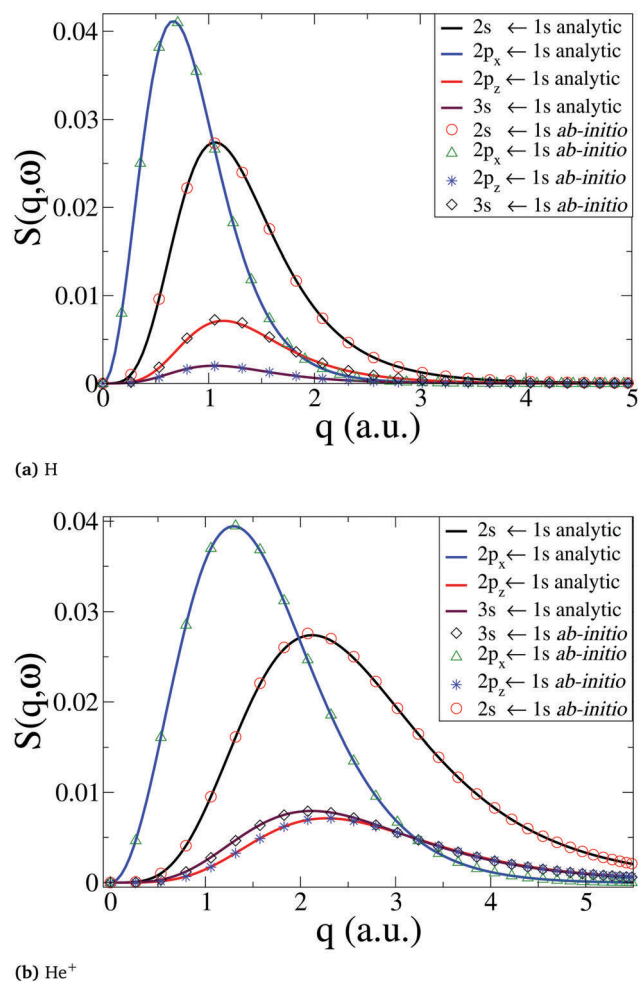 0.04
0.03
0.02
0.01
0
S(q,ω)
2s ← 1s analytic
2pₓ ← 1s analytic
2p_z ← 1s analytic
3s ← 1s analytic
2s ← 1s ab-initio
2pₓ ← 1s ab-initio
2p_z ← 1s ab-initio
3s ← 1s ab-initio
0 1 2 3 4 5
q (a.u.)
(a) H
0.04
0.03
0.02
0.01
0
S(q,ω)
2s ← 1s analytic
2pₓ ← 1s analytic
2p_z ← 1s analytic
3s ← 1s analytic
3s ← 1s ab-initio
2pₓ ← 1s ab-initio
2p_z ← 1s ab-initio
2s ← 1s ab-initio
0 1 2 3 4 5
q (a.u.)
(b) He⁺